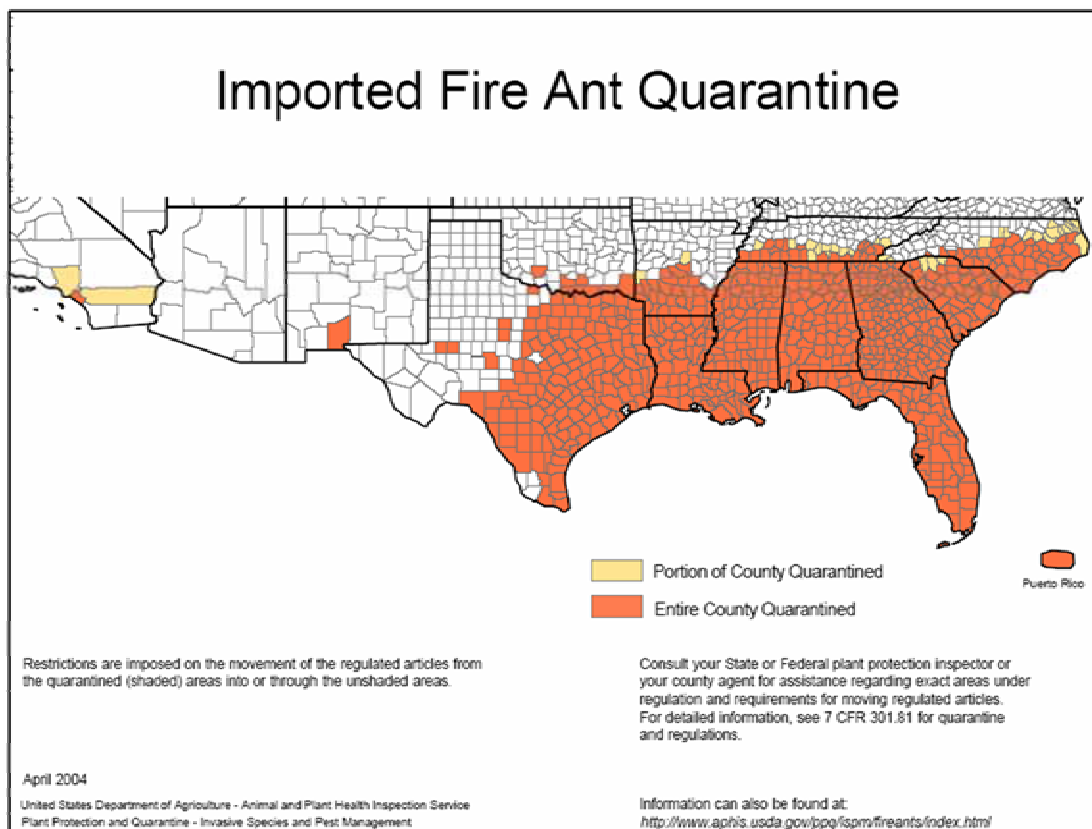 Imported Fire Ant Quarantine
Portion of County Quarantined
Entire County Quarantined
Puerto Rico
Restrictions are imposed on the movement of the regulated articles from
the quarantined (shaded) areas into or through the unshaded areas.
Consult your State or Federal plant protection inspector or
your county agent for assistance regarding exact areas under
regulation and requirements for moving regulated articles.
For detailed information, see 7 CFR 301.81 for quarantine
and regulations.
April 2004
United States Department of Agriculture - Animal and Plant Health Inspection Service
Plant Protection and Quarantine - Invasive Species and Pest Management
Information can also be found at:
http://www.aphis.usda.gov/ppq/ispm/fireants/index.html